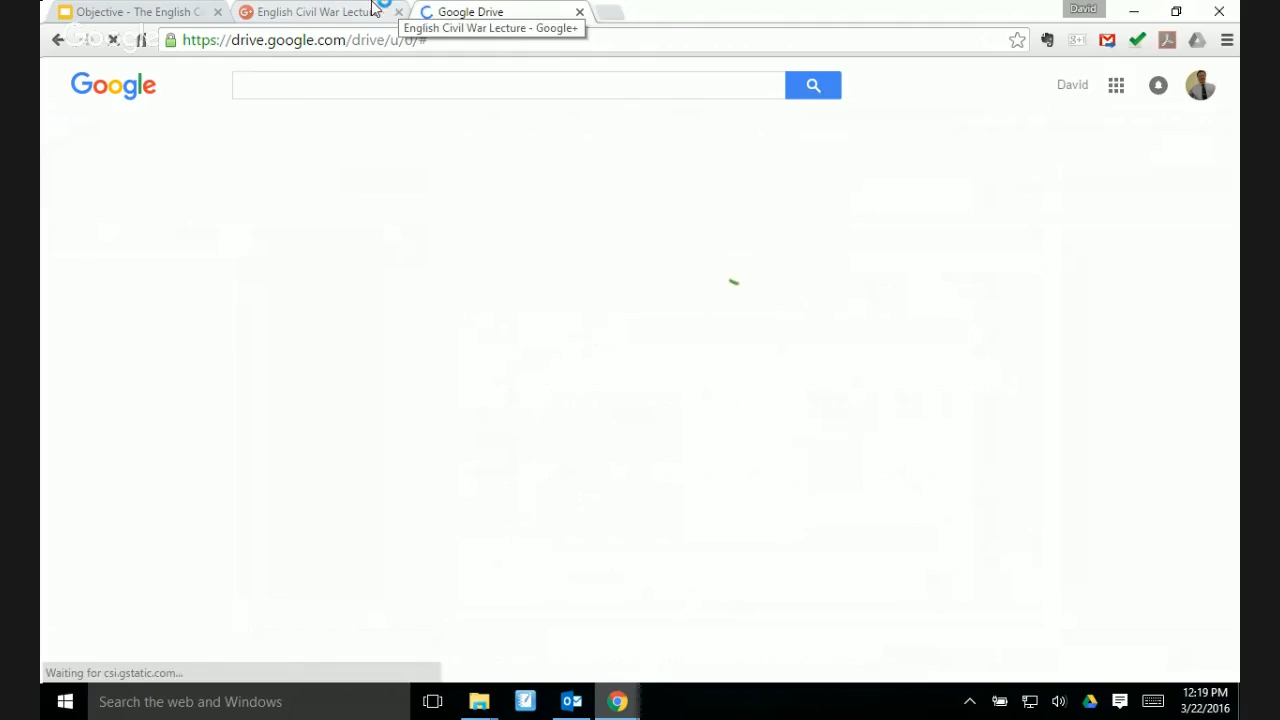 Objective - The English C
English Civil War Lectu
Google Drive
David
English Civil War Lecture - Google+
https://drive.google.com/drive/u/0/#
Google
David
Waiting for csi.gstatic.com...
Search the web and Windows
12:19 PM
3/22/2016